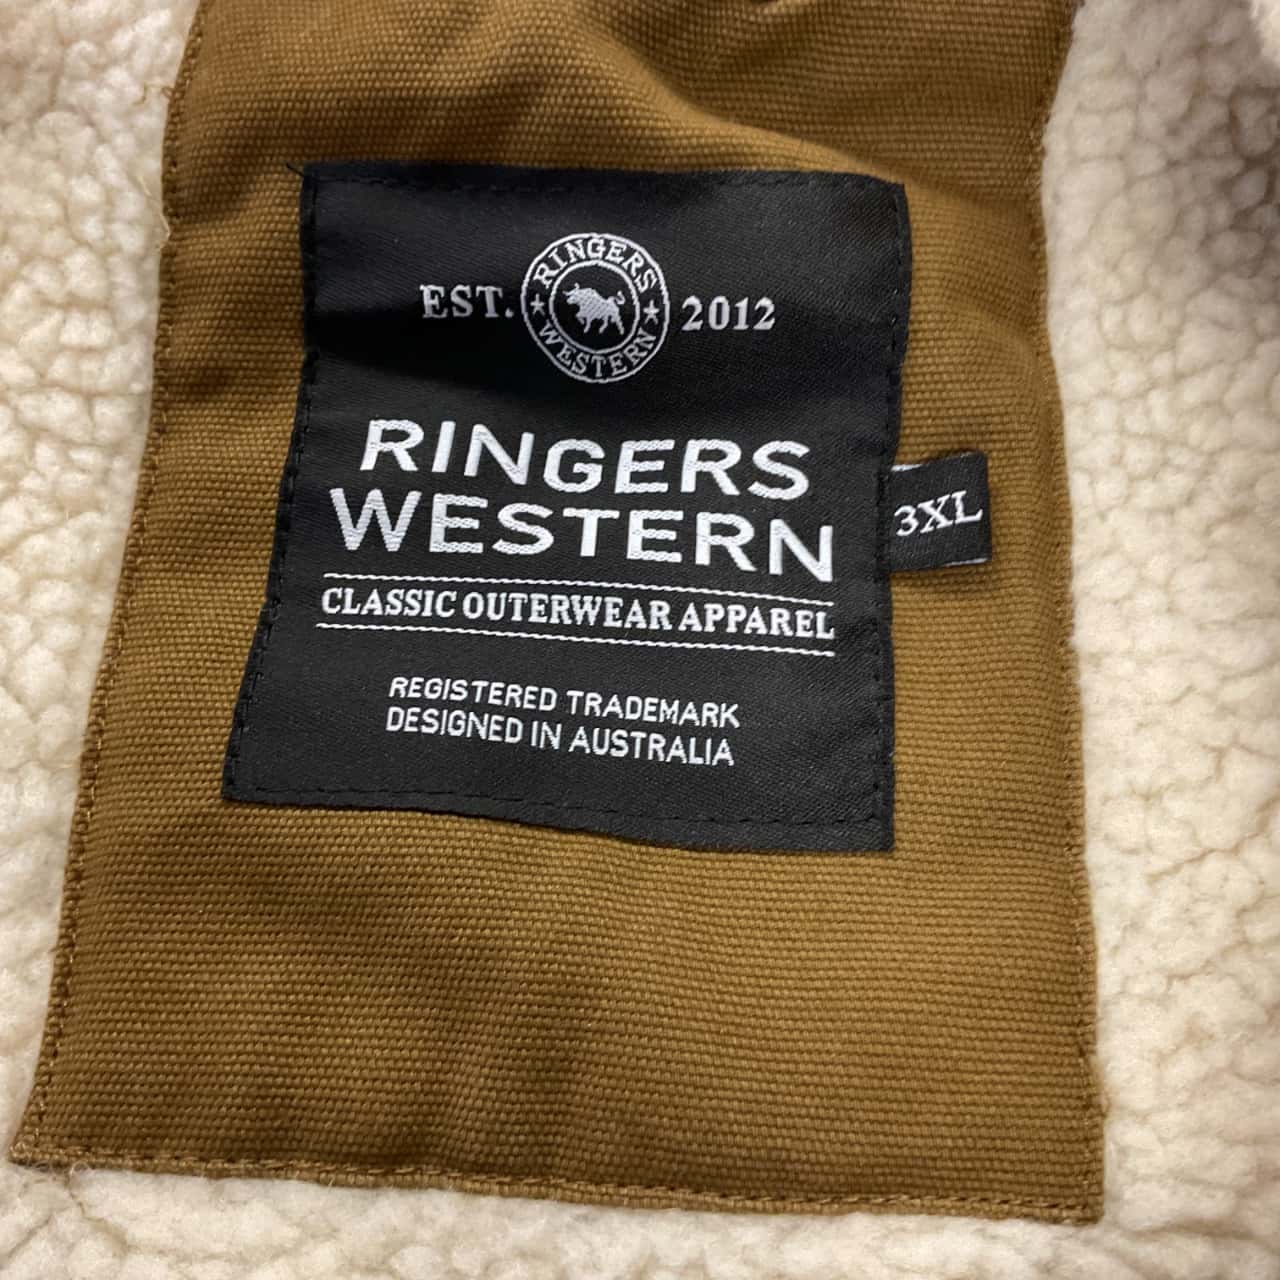 EST. RINGERS WESTERN 2012
RINGERS
WESTERN
3XL
CLASSIC OUTERWEAR APPAREL
REGISTERED TRADEMARK
DESIGNED IN AUSTRALIA